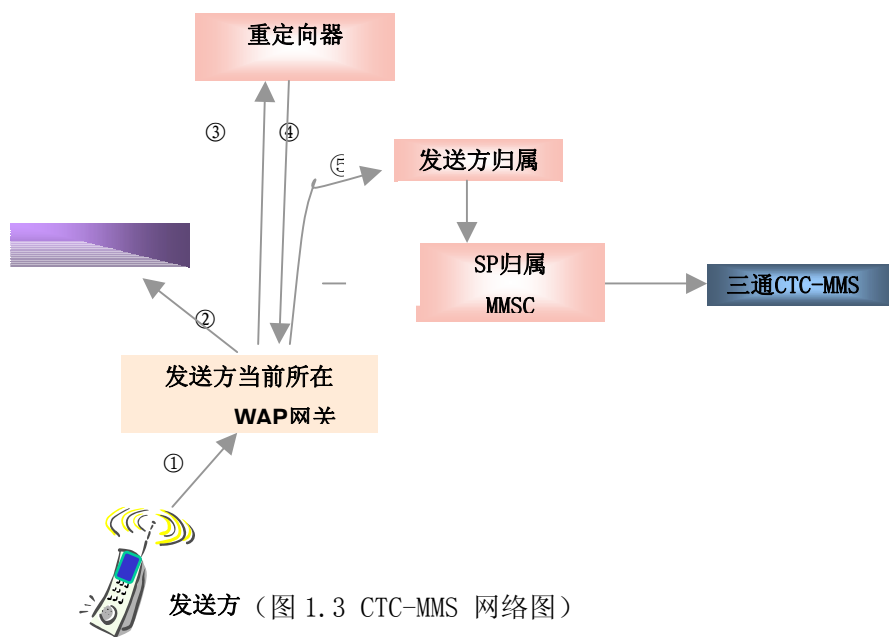 重定向器
③
④
⑤
发送方归属
SP归属
MMSC
三通CTC-MMS
②
发送方当前所在
WAP网关
①
发送方（图 1.3 CTC-MMS 网络图）